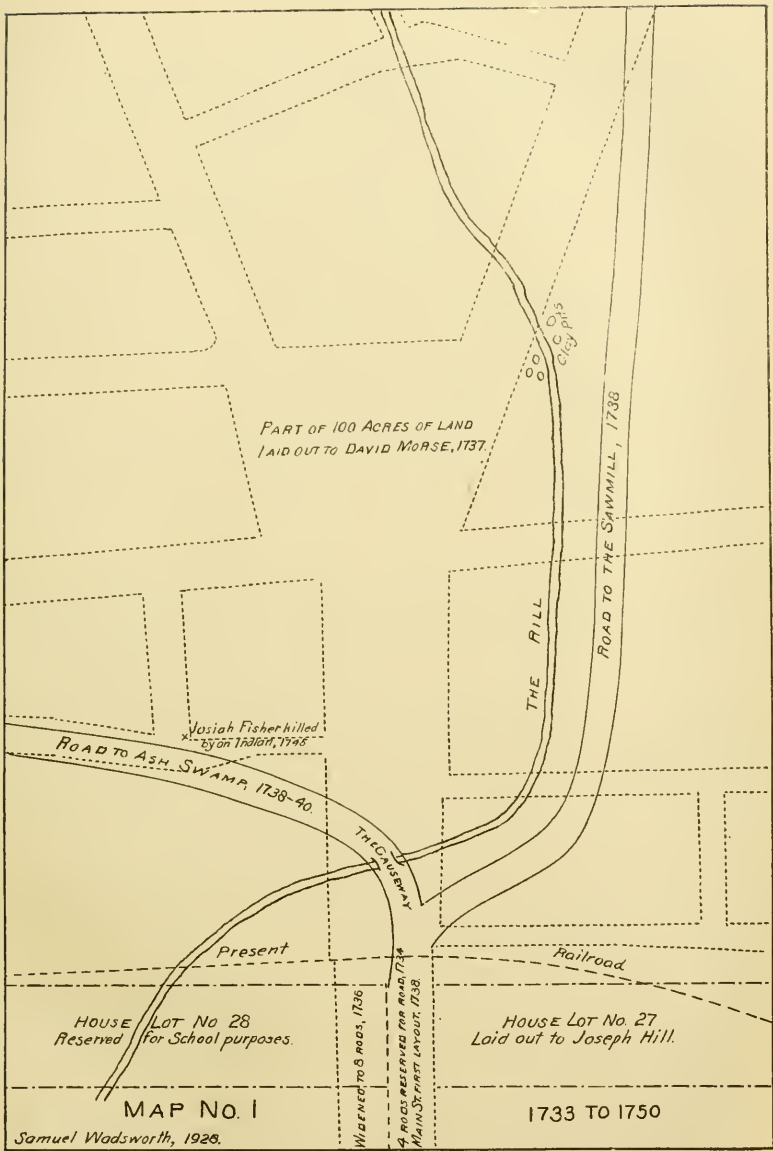 Clay pits
PART OF 100 ACRES OF LAND
LAID OUT TO DAVID MORSE, 1737.
ROAD TO THE SAWMILL, 1738
THE RILL
Josiah Fisher killed
by an Indian, 1746
ROAD TO ASH SWAMP, 1738-40.
THE CAUSEWAY
Present Railroad
HOUSE LOT No 28
Reserved for School purposes.
WIDENED TO 8 RODS, 1736
4 RODS RESERVED FOR ROAD, 1734
MAIN ST. FIRST LAYOUT, 1738.
HOUSE LOT No. 27
Laid out to Joseph Hill.
MAP No. 1
1733 TO 1750
Samuel Wadsworth, 1926.